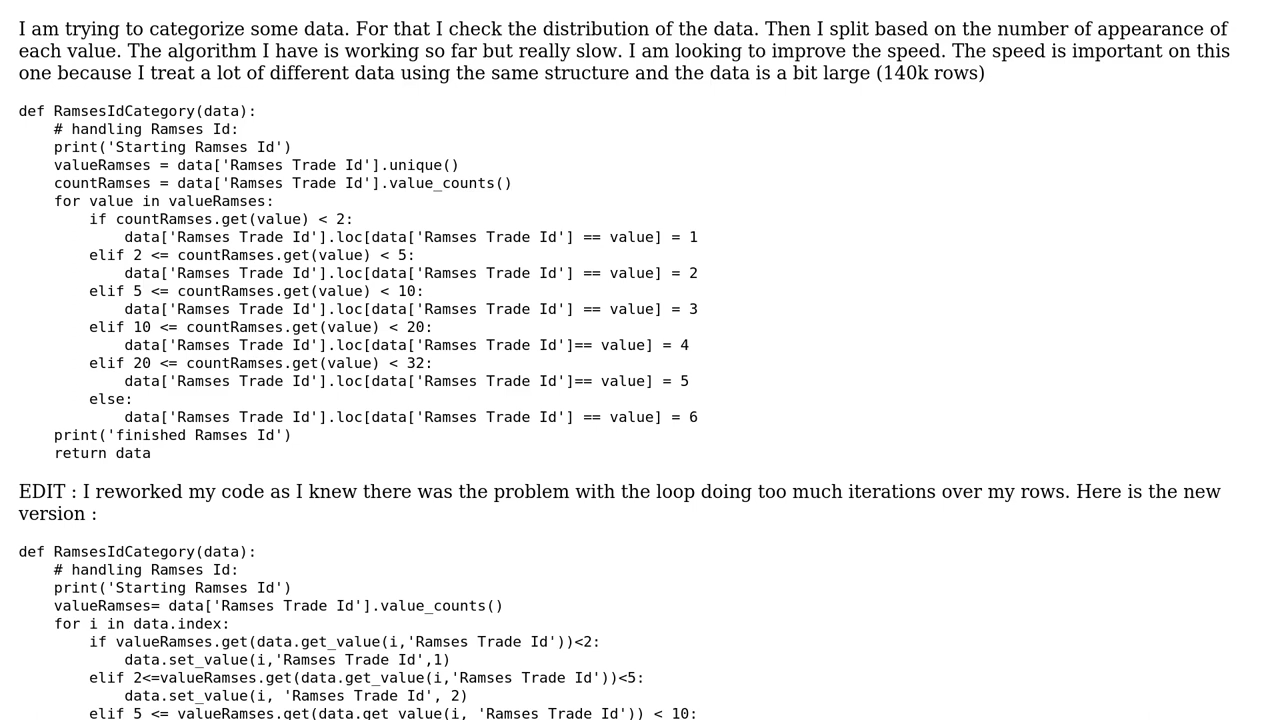 I am trying to categorize some data. For that I check the distribution of the data. Then I split based on the number of appearance of
each value. The algorithm I have is working so far but really slow. I am looking to improve the speed. The speed is important on this
one because I treat a lot of different data using the same structure and the data is a bit large (140k rows)
def RamsesIdCategory(data):
    # handling Ramses Id:
    print('Starting Ramses Id')
    valueRamses = data['Ramses Trade Id'].unique()
    countRamses = data['Ramses Trade Id'].value_counts()
    for value in valueRamses:
        if countRamses.get(value) < 2:
            data['Ramses Trade Id'].loc[data['Ramses Trade Id'] == value] = 1
        elif 2 <= countRamses.get(value) < 5:
            data['Ramses Trade Id'].loc[data['Ramses Trade Id'] == value] = 2
        elif 5 <= countRamses.get(value) < 10:
            data['Ramses Trade Id'].loc[data['Ramses Trade Id'] == value] = 3
        elif 10 <= countRamses.get(value) < 20:
            data['Ramses Trade Id'].loc[data['Ramses Trade Id']== value] = 4
        elif 20 <= countRamses.get(value) < 32:
            data['Ramses Trade Id'].loc[data['Ramses Trade Id']== value] = 5
        else:
            data['Ramses Trade Id'].loc[data['Ramses Trade Id'] == value] = 6
    print('finished Ramses Id')
    return data
EDIT : I reworked my code as I knew there was the problem with the loop doing too much iterations over my rows. Here is the new
version :
def RamsesIdCategory(data):
    # handling Ramses Id:
    print('Starting Ramses Id')
    valueRamses= data['Ramses Trade Id'].value_counts()
    for i in data.index:
        if valueRamses.get(data.get_value(i,'Ramses Trade Id'))<2:
            data.set_value(i,'Ramses Trade Id',1)
        elif 2<=valueRamses.get(data.get_value(i,'Ramses Trade Id'))<5:
            data.set_value(i, 'Ramses Trade Id', 2)
        elif 5 <= valueRamses.get(data.get_value(i, 'Ramses Trade Id')) < 10: